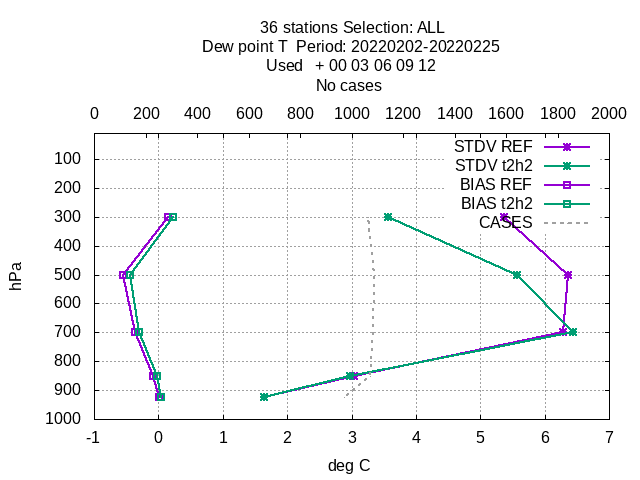 36 stations Selection: ALL
Dew point T  Period: 20220202-20220225
Used   + 00 03 06 09 12
No cases
0 200 400 600 800 1000 1200 1400 1600 1800 2000
STDV REF
STDV t2h2
BIAS REF
BIAS t2h2
CASES
hPa
100
200
300
400
500
600
700
800
900
1000
-1 0 1 2 3 4 5 6 7
deg C